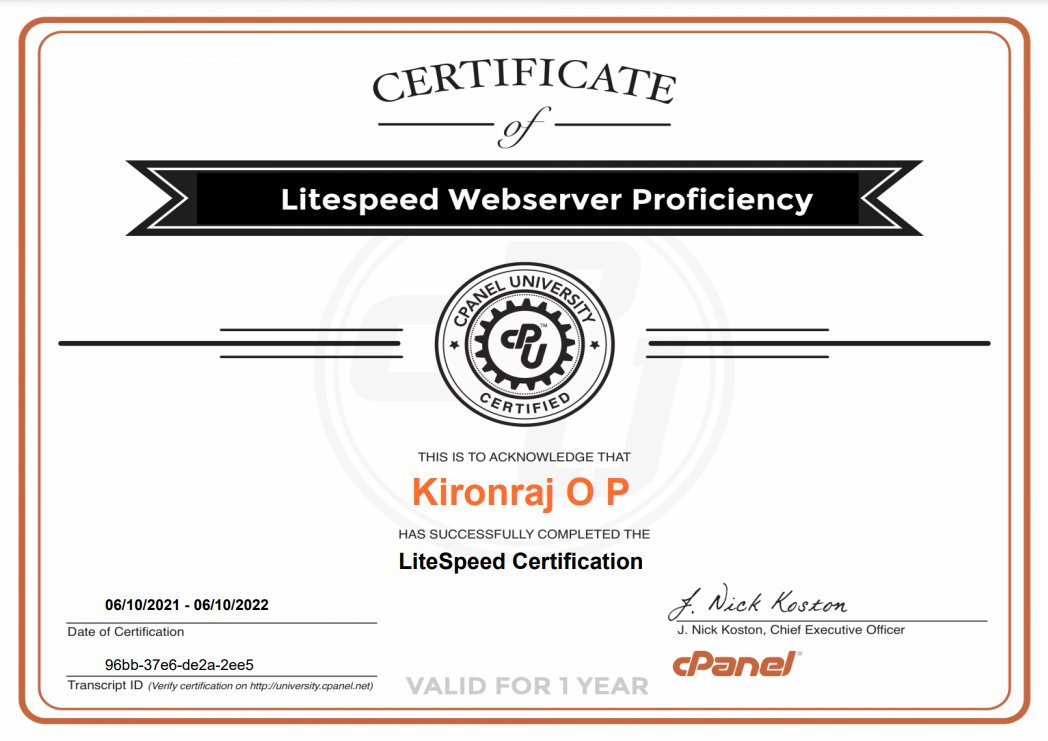 CERTIFICATE
of
Litespeed Webserver Proficiency
CPANEL UNIVERSITY
cPU™
CERTIFIED
THIS IS TO ACKNOWLEDGE THAT
Kironraj O P
HAS SUCCESSFULLY COMPLETED THE
LiteSpeed Certification
06/10/2021 - 06/10/2022
Date of Certification
J. Nick Koston
J. Nick Koston, Chief Executive Officer
96bb-37e6-de2a-2ee5
Transcript ID (Verify certification on http://university.cpanel.net)
cPanel®
VALID FOR 1 YEAR